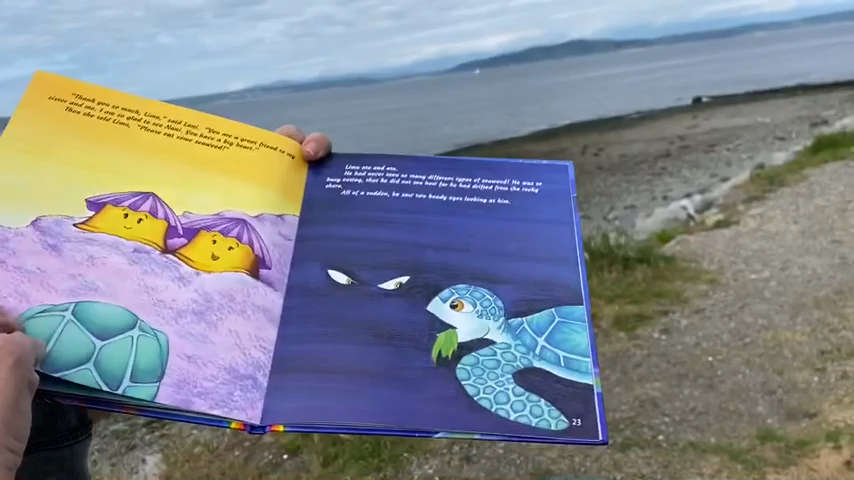 "Thank you so much, Limu," said Lani. "You are a great friend to my
sister and me. I am so glad to see Nani. You have a big heart."
Then she told Limu, "Please eat some seaweed!"
Limu ate and ate.
He had never seen so many different types of seaweed! He was so
busy eating, that he did not see how far he had drifted from the rocky
shore.
All of a sudden, he saw two beady eyes looking at him.
23